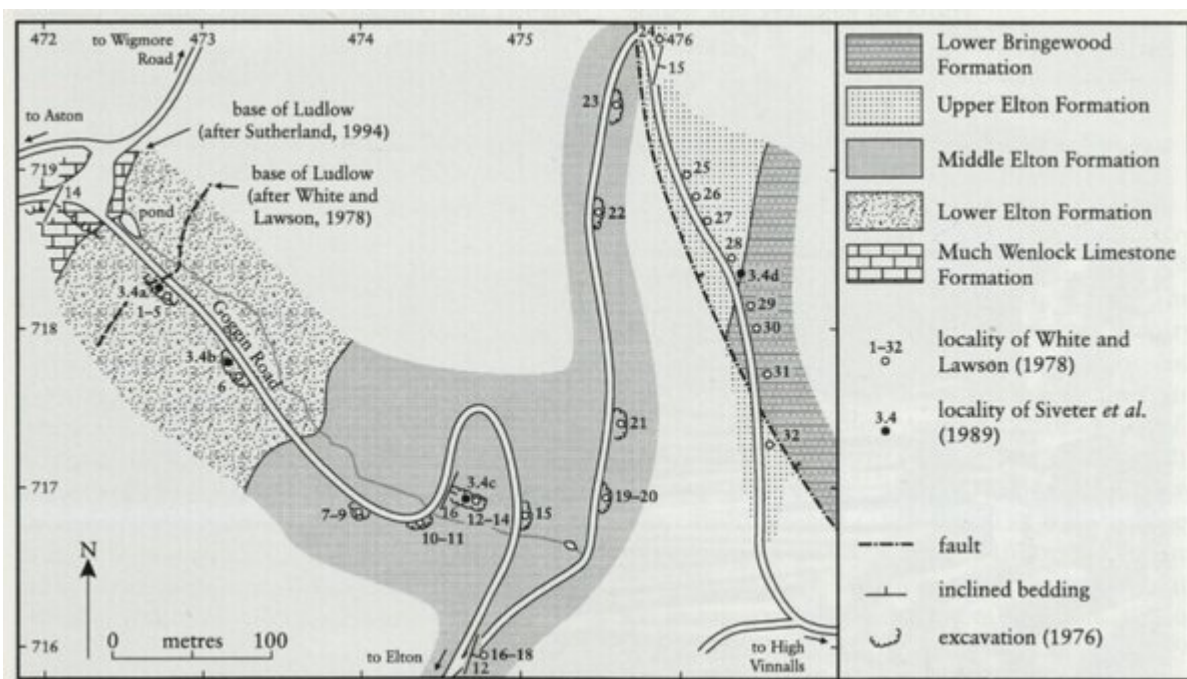 472
473
474
475
476
to Wigmore
Road
to Aston
base of Ludlow
(after Sutherland, 1994)
base of Ludlow
(after White and
Lawson, 1978)
719
718
717
716
14
pond
3.4a
1–5
Goggin Road
3.4b
6
7–9
10–11
16
3.4c
12–14
15
12
16–18
19–20
21
22
23
24
15
25
26
27
28
3.4d
29
30
31
32
N
0 metres 100
to Elton
to High
Vinnalls
Lower Bringewood
Formation
Upper Elton Formation
Middle Elton Formation
Lower Elton Formation
Much Wenlock Limestone
Formation
1–32
locality of White and
Lawson (1978)
3.4
locality of Siveter et al.
(1989)
fault
inclined bedding
excavation (1976)